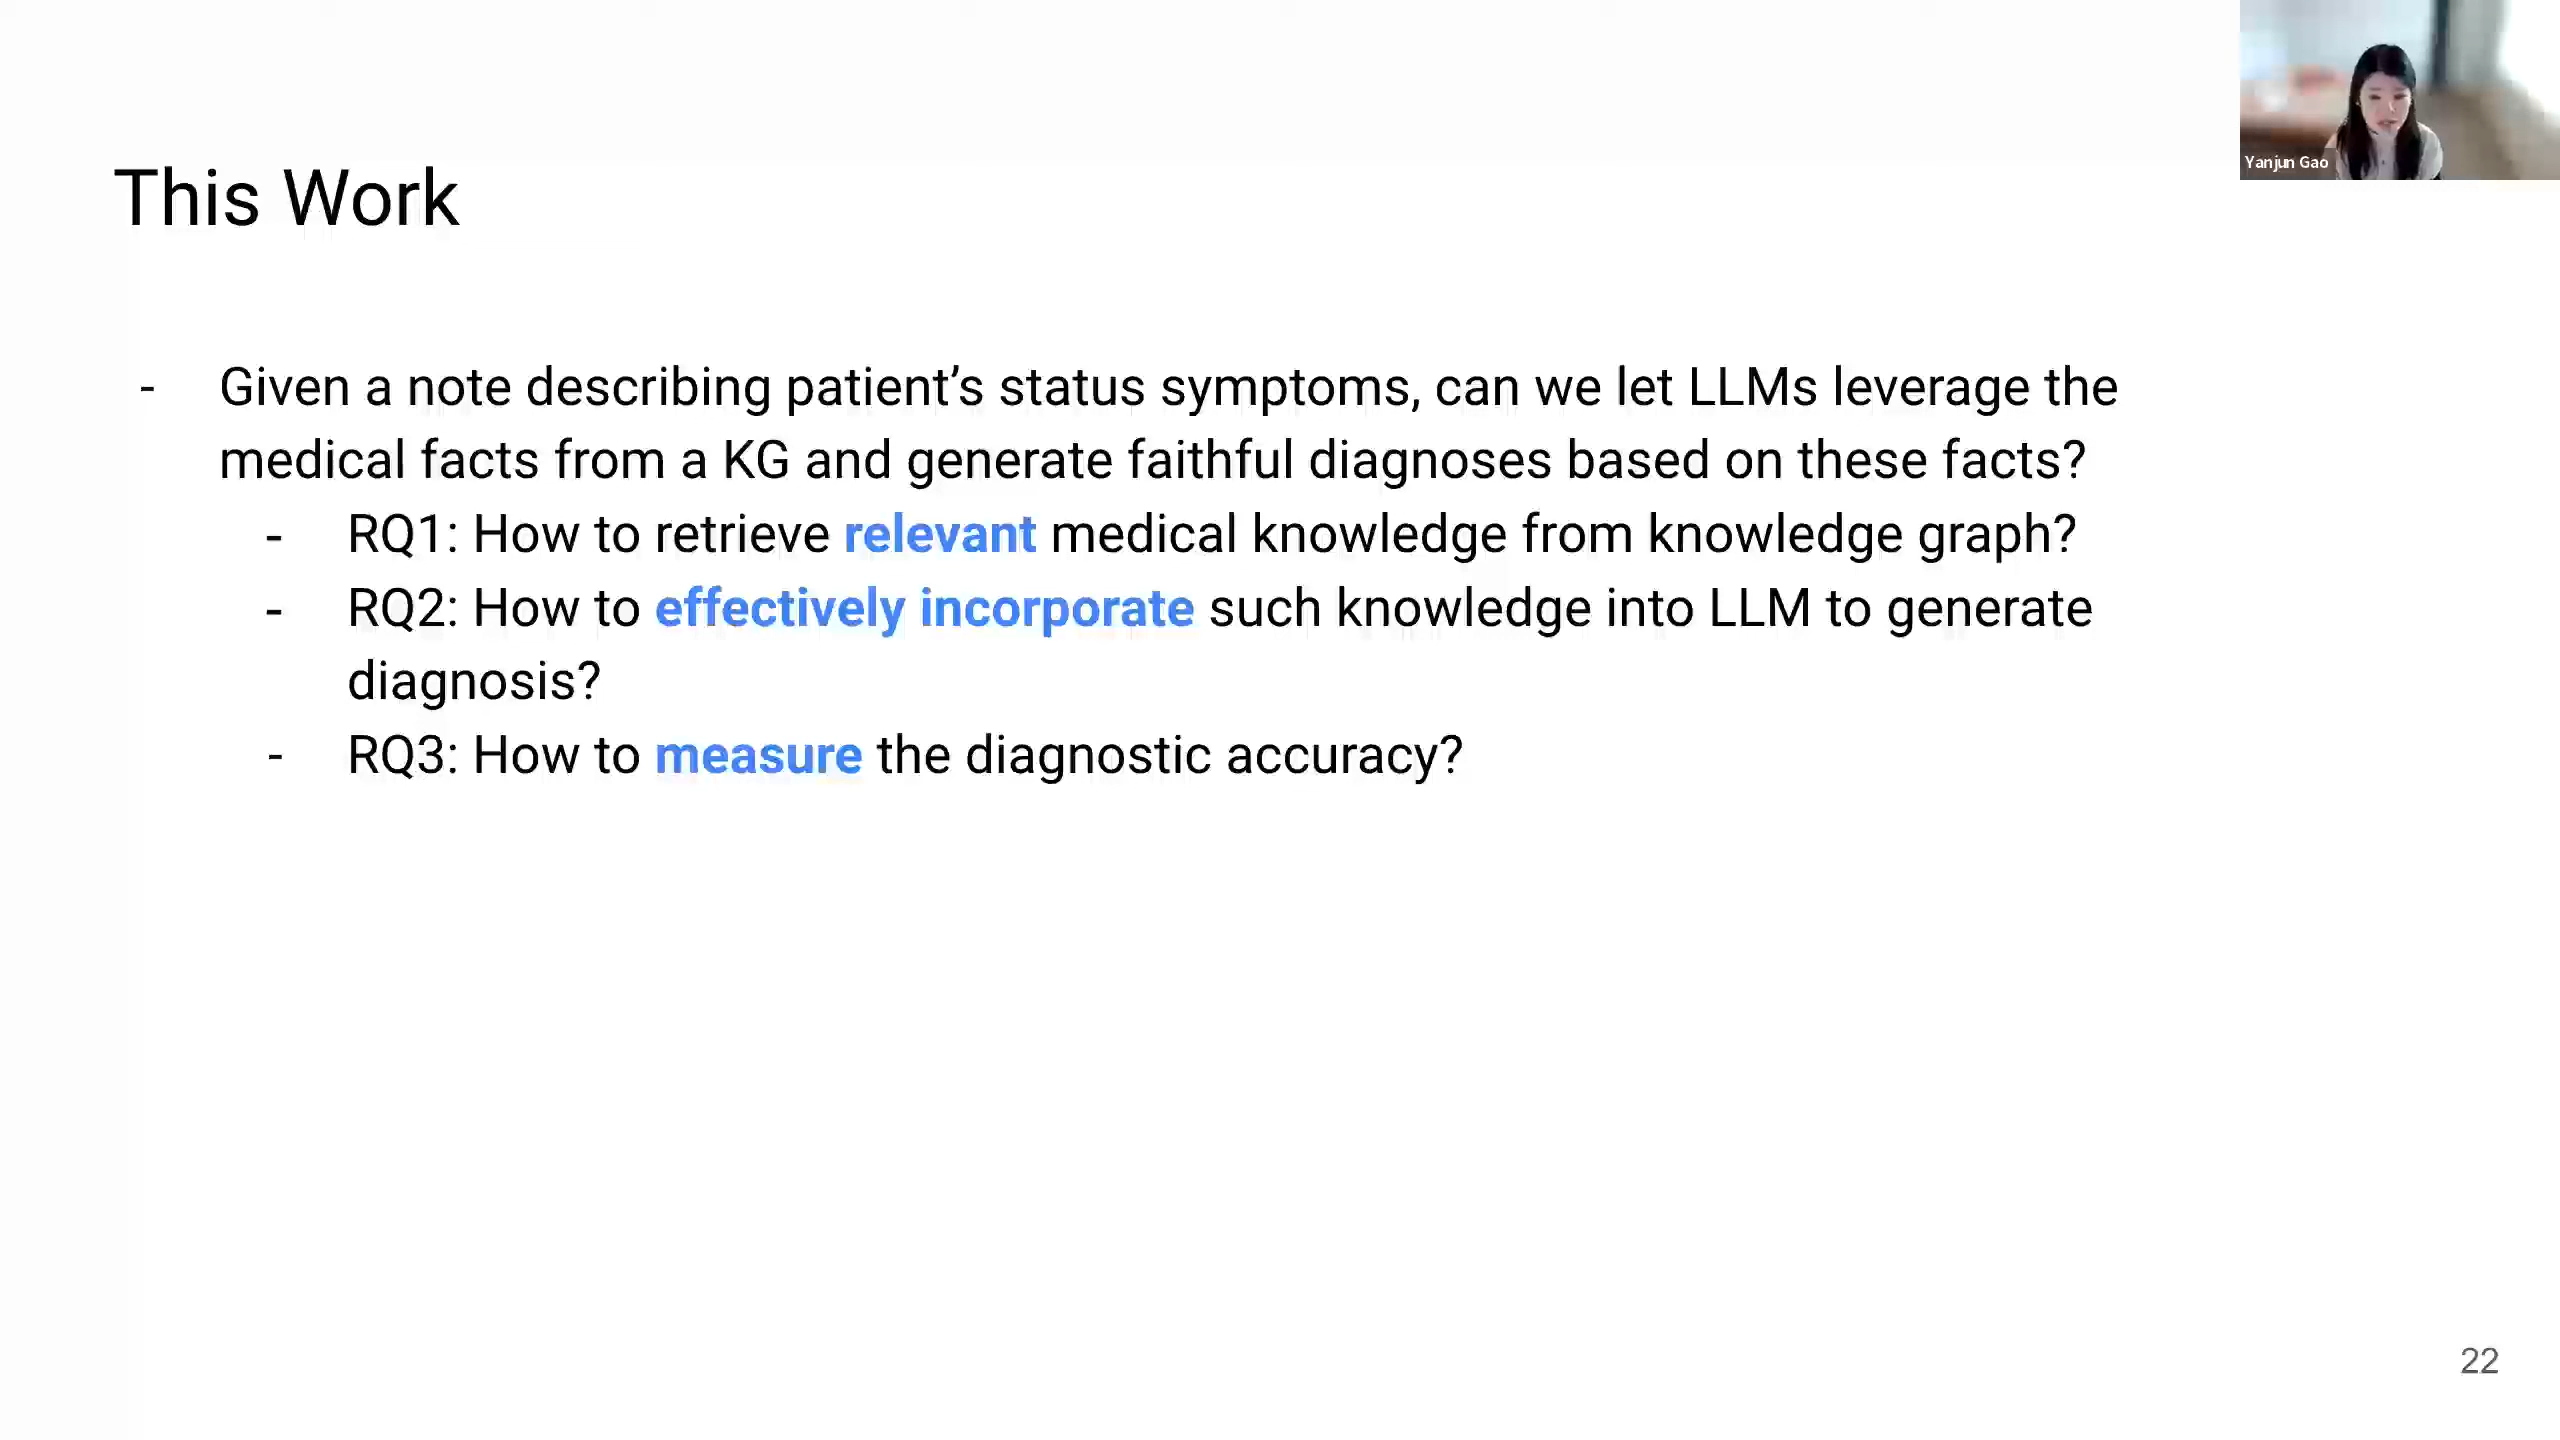 Yanjun Gao
This Work
- Given a note describing patient’s status symptoms, can we let LLMs leverage the
medical facts from a KG and generate faithful diagnoses based on these facts?
- RQ1: How to retrieve relevant medical knowledge from knowledge graph?
- RQ2: How to effectively incorporate such knowledge into LLM to generate
diagnosis?
- RQ3: How to measure the diagnostic accuracy?
22